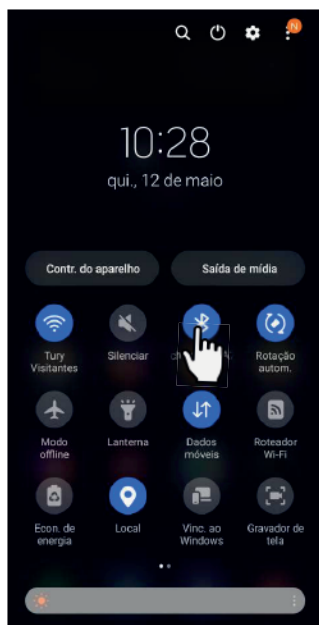 N
10:28
qui., 12 de maio
Contr. do aparelho
Saída de mídia
Tury
Visitantes
Silenciar
Rotação
autom.
Modo
offline
Lanterna
Dados
móveis
Roteador
Wi-Fi
Econ. de
energia
Local
Vinc. ao
Windows
Gravador de
tela